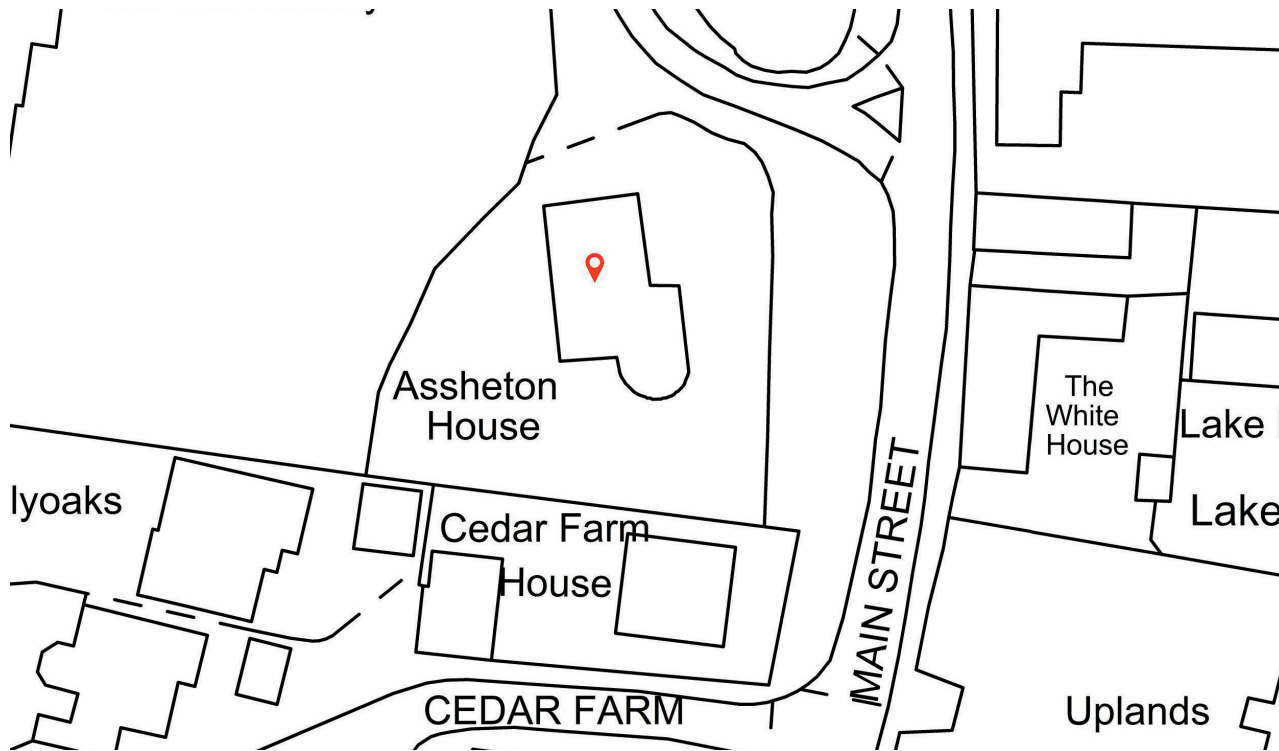 Assheton
House
The
White
House
Lake
lyoaks
Cedar Farm
House
Lake
MAIN STREET
CEDAR FARM
Uplands